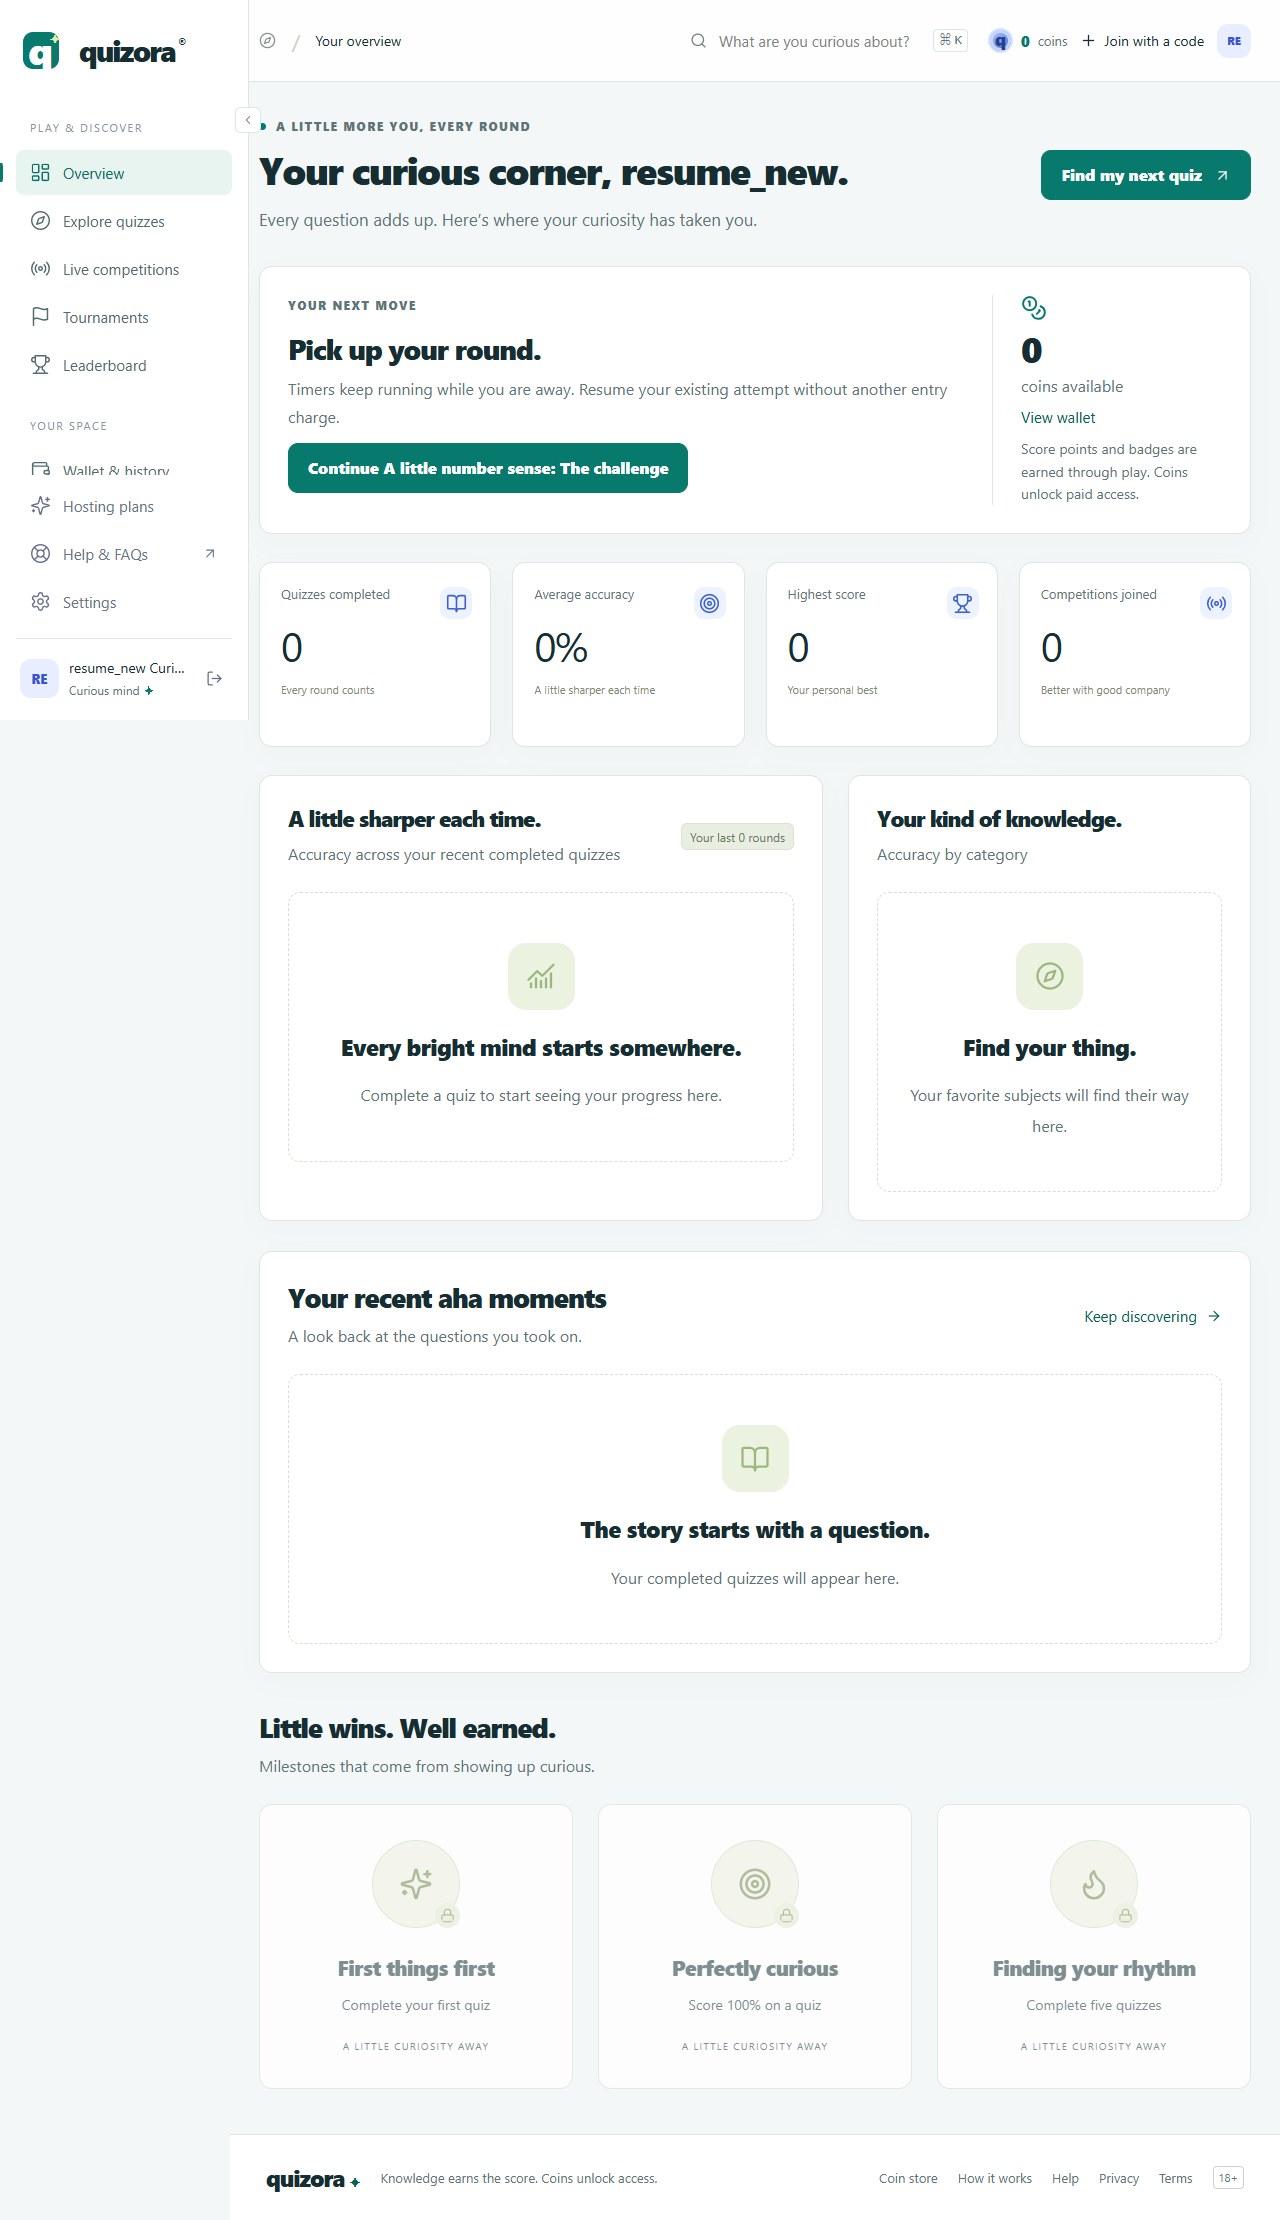 quizora®
PLAY & DISCOVER
Overview
Explore quizzes
Live competitions
Tournaments
Leaderboard
YOUR SPACE
Wallet & history
Hosting plans
Help & FAQs
Settings
RE
resume_new Curi...
Curious mind
/ Your overview
What are you curious about?
⌘ K
q 0 coins
Join with a code
RE
A LITTLE MORE YOU, EVERY ROUND
Your curious corner, resume_new.
Every question adds up. Here’s where your curiosity has taken you.
Find my next quiz
YOUR NEXT MOVE
Pick up your round.
Timers keep running while you are away. Resume your existing attempt without another entry
charge.
Continue A little number sense: The challenge
0
coins available
View wallet
Score points and badges are
earned through play. Coins
unlock paid access.
Quizzes completed
0
Every round counts
Average accuracy
0%
A little sharper each time
Highest score
0
Your personal best
Competitions joined
0
Better with good company
A little sharper each time.
Accuracy across your recent completed quizzes
Your last 0 rounds
Every bright mind starts somewhere.
Complete a quiz to start seeing your progress here.
Your kind of knowledge.
Accuracy by category
Find your thing.
Your favorite subjects will find their way
here.
Your recent aha moments
A look back at the questions you took on.
Keep discovering
The story starts with a question.
Your completed quizzes will appear here.
Little wins. Well earned.
Milestones that come from showing up curious.
First things first
Complete your first quiz
A LITTLE CURIOSITY AWAY
Perfectly curious
Score 100% on a quiz
A LITTLE CURIOSITY AWAY
Finding your rhythm
Complete five quizzes
A LITTLE CURIOSITY AWAY
quizora
Knowledge earns the score. Coins unlock access.
Coin store
How it works
Help
Privacy
Terms
18+